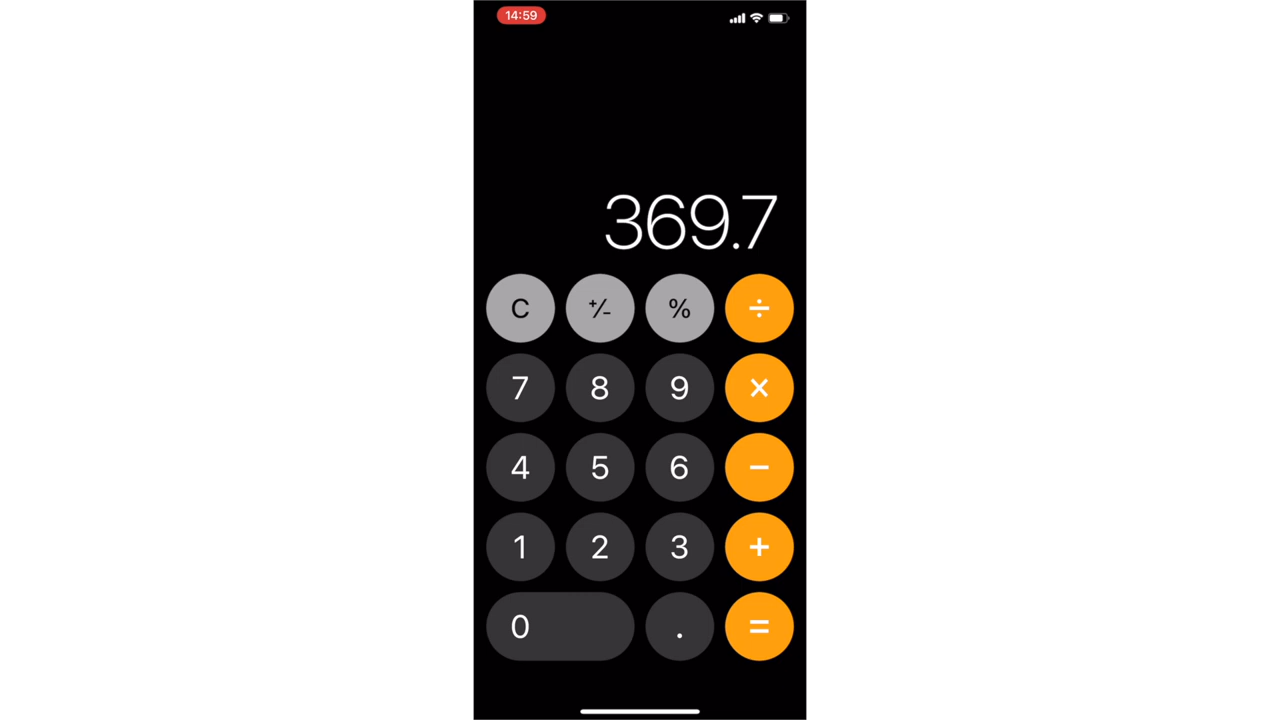 14:59
369.7
C +/- % ÷
7 8 9 ×
4 5 6 −
1 2 3 +
0 . =